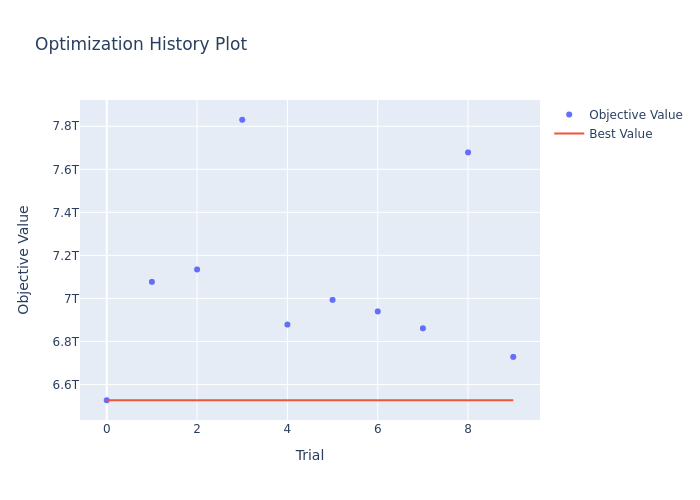 Optimization History Plot
Objective Value
Best Value
7.8T
7.6T
7.4T
7.2T
7T
6.8T
6.6T
Objective Value
0 2 4 6 8
Trial